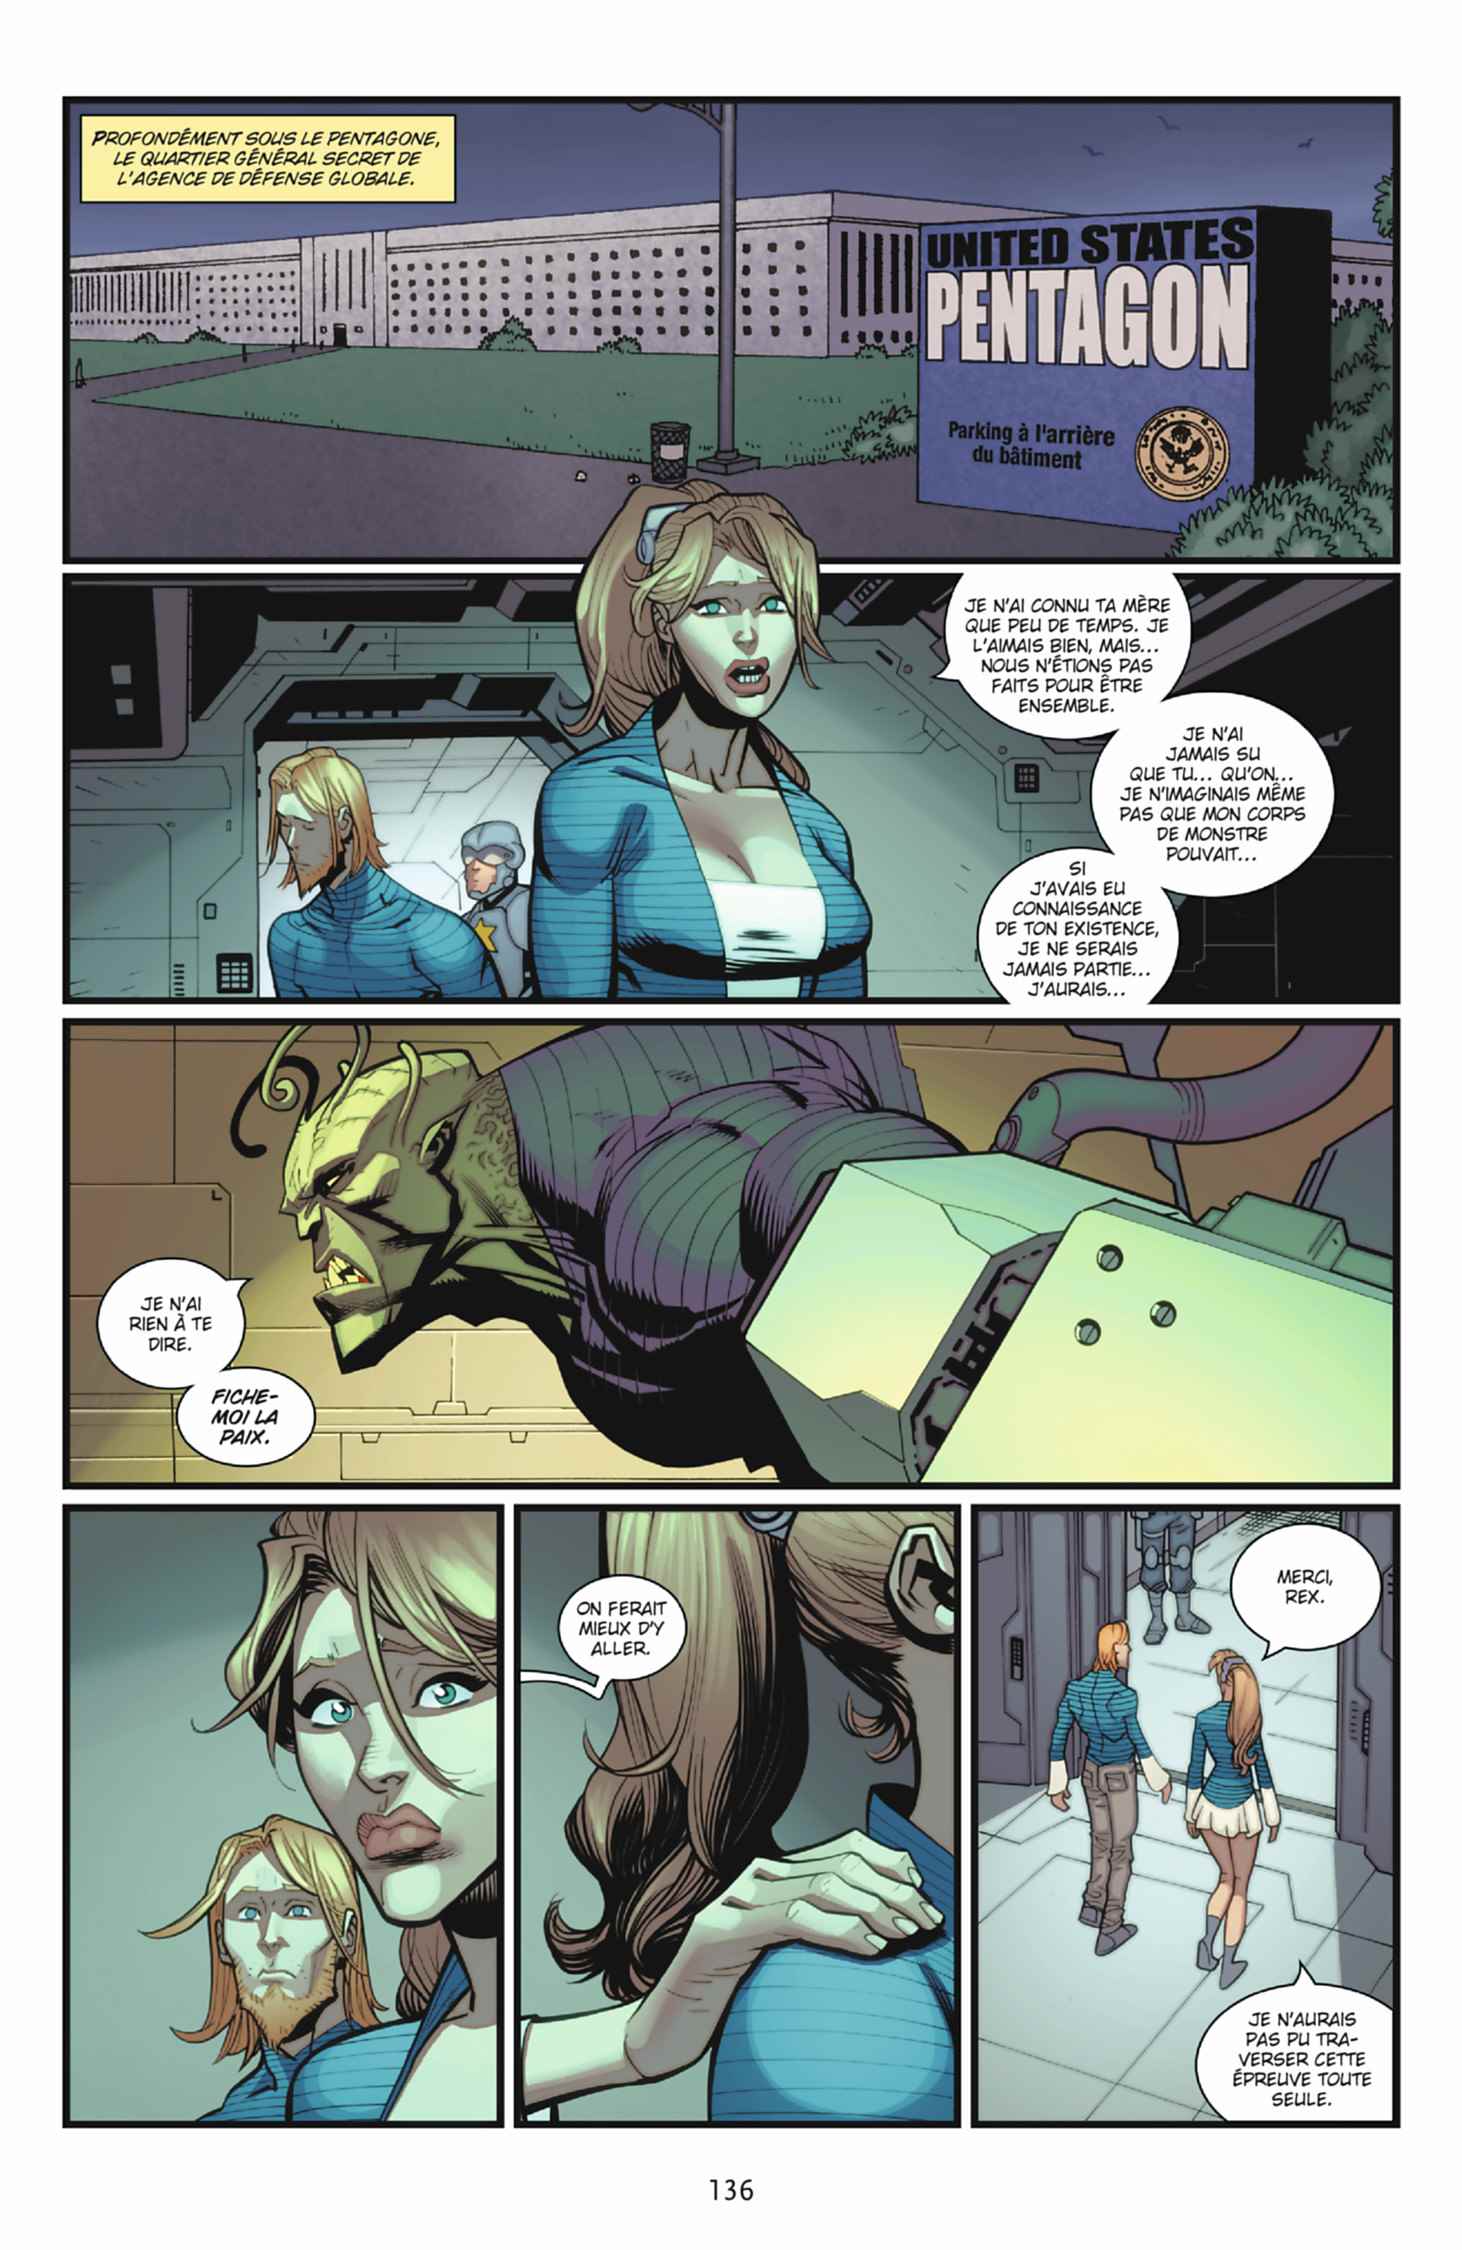 PROFONDÉMENT SOUS LE PENTAGONE,
LE QUARTIER GÉNÉRAL SECRET DE
L'AGENCE DE DÉFENSE GLOBALE.
UNITED STATES
PENTAGON
Parking à l'arrière
du bâtiment
JE N'AI CONNU TA MÈRE
QUE PEU DE TEMPS. JE
L'AIMAIS BIEN, MAIS...
NOUS N'ÉTIONS PAS
FAITS POUR ÊTRE
ENSEMBLE.
JE N'AI
JAMAIS SU
QUE TU... QU'ON...
JE N'IMAGINAIS MÊME
PAS QUE MON CORPS
DE MONSTRE
POUVAIT...
SI
J'AVAIS EU
CONNAISSANCE
DE TON EXISTENCE,
JE NE SERAIS
JAMAIS PARTIE...
J'AURAIS...
JE N'AI
RIEN À TE
DIRE.
FICHE-
MOI LA
PAIX.
ON FERAIT
MIEUX D'Y
ALLER.
MERCI,
REX.
JE N'AURAIS
PAS PU TRA-
VERSER CETTE
ÉPREUVE TOUTE
SEULE.
136